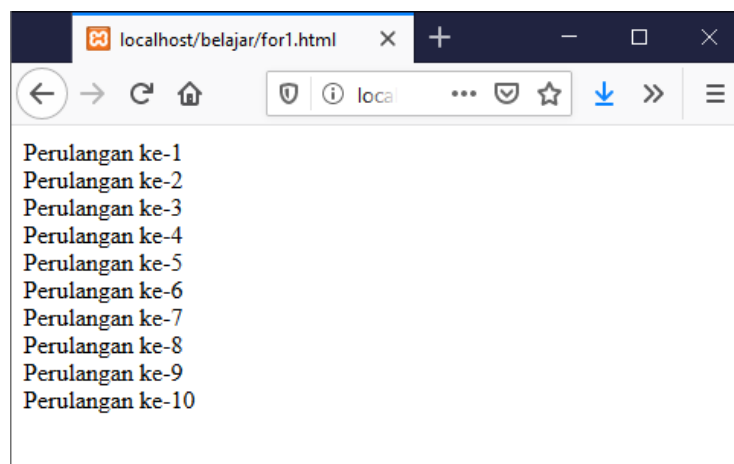 localhost/belajar/for1.html
local
Perulangan ke-1
Perulangan ke-2
Perulangan ke-3
Perulangan ke-4
Perulangan ke-5
Perulangan ke-6
Perulangan ke-7
Perulangan ke-8
Perulangan ke-9
Perulangan ke-10